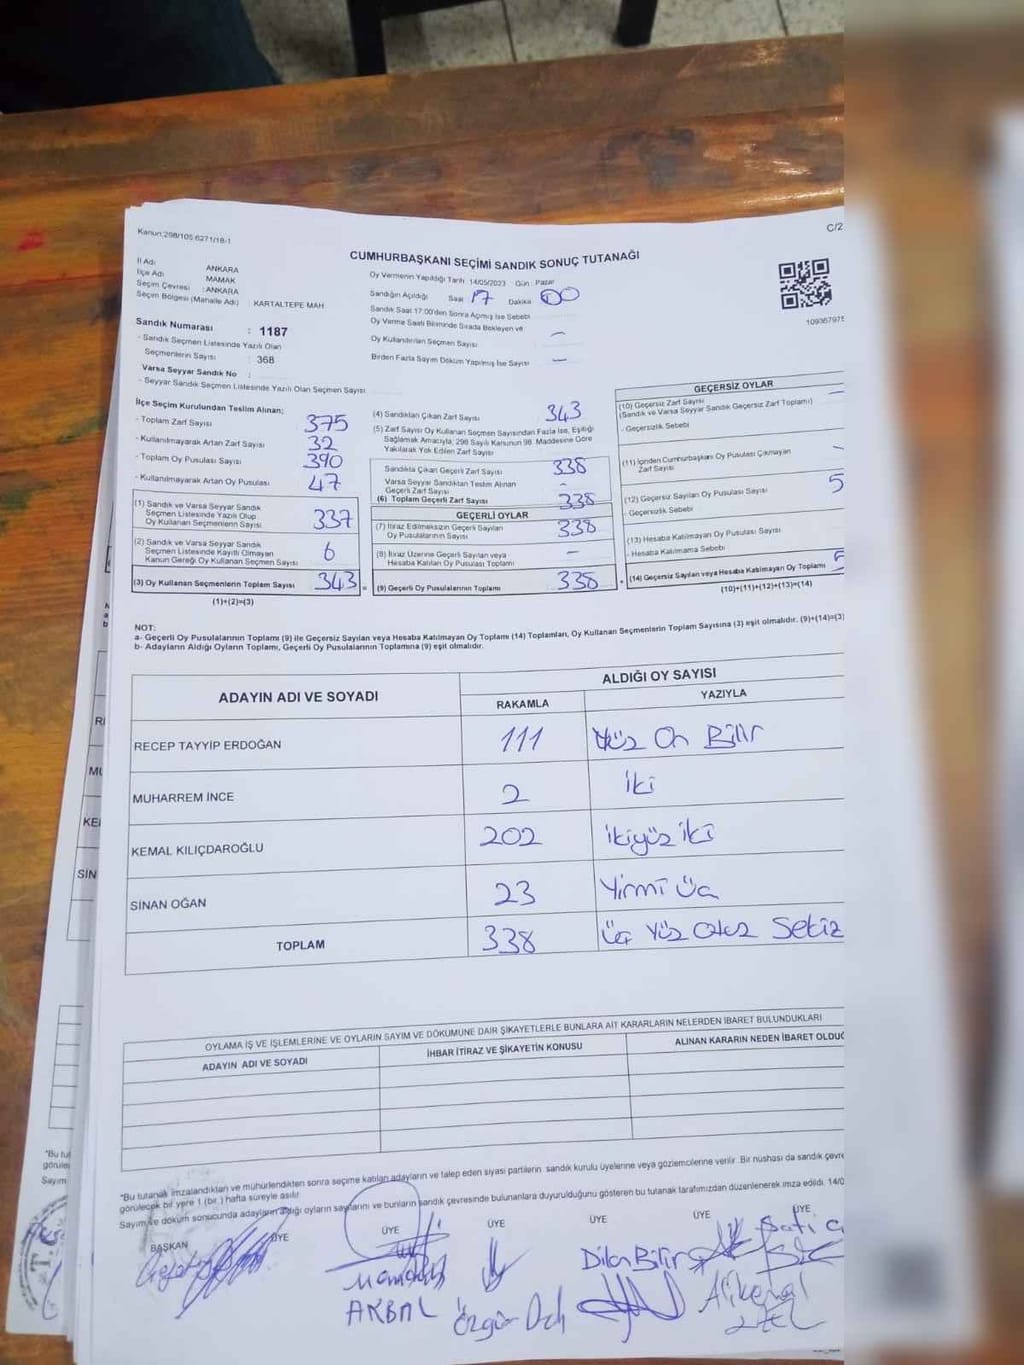 Kanun:298/105.6271/18-1
C/2
CUMHURBAŞKANI SEÇİMİ SANDIK SONUÇ TUTANAĞI
İl Adı ANKARA
İlçe Adı MAMAK
Seçim Çevresi : ANKARA
Seçim Bölgesi (Mahalle Adı) : KARTALTEPE MAH
Oy Vermenin Yapıldığı Tarih 14/05/2023 Gün : Pazar
Sandığın Açıldığı Saat 17 Dakika 00
Sandık Saat 17:00'den Sonra Açılmış İse Sebebi
Oy Verme Saati Bitiminde Sırada Bekleyen ve
Oy Kullandırılan Seçmen Sayısı —
Birden Fazla Sayım Döküm Yapılmış İse Sayısı —
10936797
Sandık Numarası : 1187
- Sandık Seçmen Listesinde Yazılı Olan
Seçmenlerin Sayısı : 368
Varsa Seyyar Sandık No :
- Seyyar Sandık Seçmen Listesinde Yazılı Olan Seçmen Sayısı
İlçe Seçim Kurulundan Teslim Alınan;
- Toplam Zarf Sayısı 375
- Kullanılmayarak Artan Zarf Sayısı 32
- Toplam Oy Pusulası Sayısı 390
- Kullanılmayarak Artan Oy Pusulası 47
(1) Sandık ve Varsa Seyyar Sandık
Seçmen Listesinde Yazılı Olup
Oy Kullanan Seçmenlerin Sayısı 337
(2) Sandık ve Varsa Seyyar Sandık
Seçmen Listesinde Kayıtlı Olmayan
Kanun Gereği Oy Kullanan Seçmen Sayısı 6
(3) Oy Kullanan Seçmenlerin Toplam Sayısı 343 =
(1)+(2)=(3)
(4) Sandıktan Çıkan Zarf Sayısı 343
(5) Zarf Sayısı Oy Kullanan Seçmen Sayısından Fazla İse, Eşitliği
Sağlamak Amacıyla; 298 Sayılı Kanunun 98. Maddesine Göre
Yakılarak Yok Edilen Zarf Sayısı
Sandıkta Çıkan Geçerli Zarf Sayısı 338
Varsa Seyyar Sandıktan Teslim Alınan
Geçerli Zarf Sayısı -
(6) Toplam Geçerli Zarf Sayısı 338
GEÇERLİ OYLAR
(7) İtiraz Edilmeksizin Geçerli Sayılan
Oy Pusulalarının Sayısı 338
(8) İtiraz Üzerine Geçerli Sayılan veya
Hesaba Katılan Oy Pusulası Toplamı —
(9) Geçerli Oy Pusulalarının Toplamı 338 +
GEÇERSİZ OYLAR
(10) Geçersiz Zarf Sayısı
(Sandık ve Varsa Seyyar Sandık Geçersiz Zarf Toplamı) —
- Geçersizlik Sebebi
(11) İçinden Cumhurbaşkanı Oy Pusulası Çıkmayan
Zarf Sayısı -
(12) Geçersiz Sayılan Oy Pusulası Sayısı 5
- Geçersizlik Sebebi
(13) Hesaba Katılmayan Oy Pusulası Sayısı
- Hesaba Katılmama Sebebi
(14) Geçersiz Sayılan veya Hesaba Katılmayan Oy Toplamı 5
(10)+(11)+(12)+(13)=(14)
NOT:
a- Geçerli Oy Pusulalarının Toplamı (9) ile Geçersiz Sayılan veya Hesaba Katılmayan Oy Toplamı (14) Toplamları, Oy Kullanan Seçmenlerin Toplam Sayısına (3) eşit olmalıdır. (9)+(14)=(3)
b- Adayların Aldığı Oyların Toplamı, Geçerli Oy Pusulalarının Toplamına (9) eşit olmalıdır.
ADAYIN ADI VE SOYADI
ALDIĞI OY SAYISI
RAKAMLA YAZIYLA
RECEP TAYYİP ERDOĞAN 111 Yüz On Bir
MUHARREM İNCE 2 iki
KEMAL KILIÇDAROĞLU 202 ikiyüz iki
SİNAN OĞAN 23 Yirmi Üç
TOPLAM 338 Üç Yüz Otuz Sekiz
OYLAMA İŞ VE İŞLEMLERİNE VE OYLARIN SAYIM VE DÖKÜMÜNE DAİR ŞİKAYETLERLE BUNLARA AİT KARARLARIN NELERDEN İBARET BULUNDUKLARI
ADAYIN ADI VE SOYADI
İHBAR İTİRAZ VE ŞİKAYETİN KONUSU
ALINAN KARARIN NEDEN İBARET OLDUĞ
*Bu tutanak imzalandıktan ve mühürlendikten sonra seçime katılan adayların ve talep eden siyasi partilerin sandık kurulu üyelerine veya gözlemcilerine verilir. Bir nüshası da sandık çevre
görülecek bir yere 1 (bir) hafta süreyle asılır
Sayım ve döküm sonucunda adayların aldığı oyların sayılarını ve bunların sandık çevresinde bulunanlara duyurulduğunu gösteren bu tutanak tarafımızdan düzenlenerek imza edildi. 14/0
BAŞKAN ÜYE ÜYE ÜYE ÜYE ÜYE ÜYE
AKBAL
Özgür
Dila Bilir
Alikemal